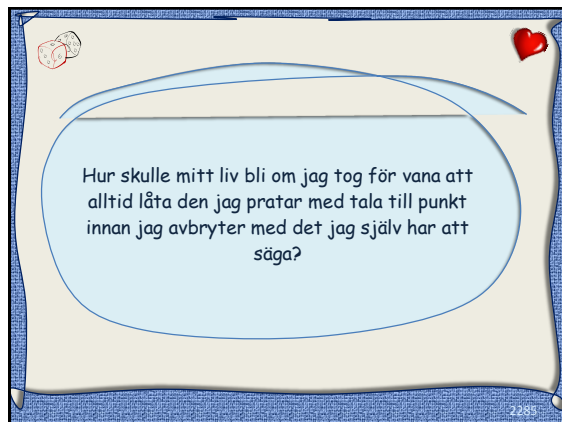 Hur skulle mitt liv bli om jag tog för vana att
alltid låta den jag pratar med tala till punkt
innan jag avbryter med det jag själv har att
säga?
2285